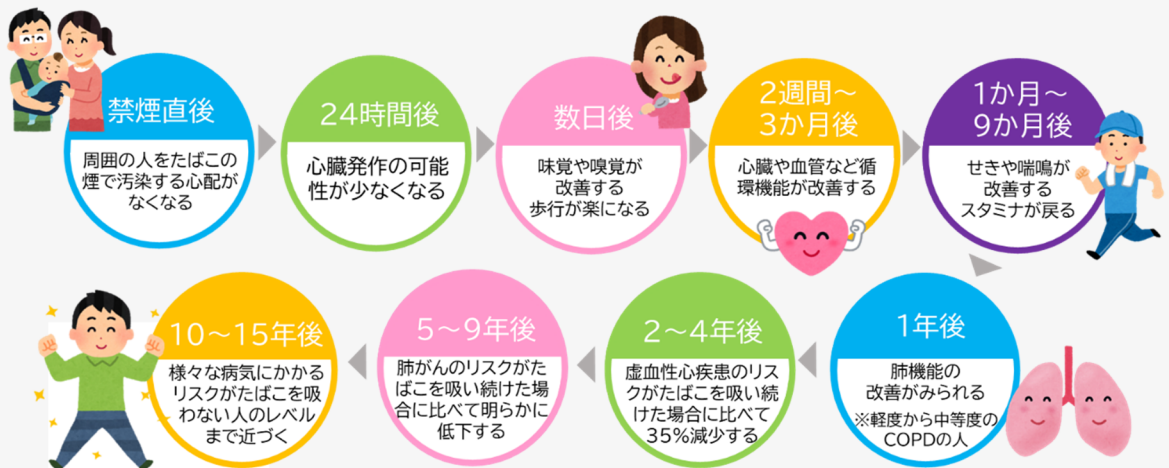 禁煙直後
周囲の人をたばこの
煙で汚染する心配が
なくなる
24時間後
心臓発作の可能
性が少なくなる
数日後
味覚や嗅覚が
改善する
歩行が楽になる
2週間~
3か月後
心臓や血管など循
環機能が改善する
1か月~
9か月後
せきや喘鳴が
改善する
スタミナが戻る
1年後
肺機能の
改善がみられる
※軽度から中等度の
COPDの人
2~4年後
虚血性心疾患のリス
クがたばこを吸い続
けた場合に比べて
35%減少する
5~9年後
肺がんのリスクがた
ばこを吸い続けた場
合に比べて明らかに
低下する
10~15年後
様々な病気にかかる
リスクがたばこを吸
わない人のレベル
まで近づく